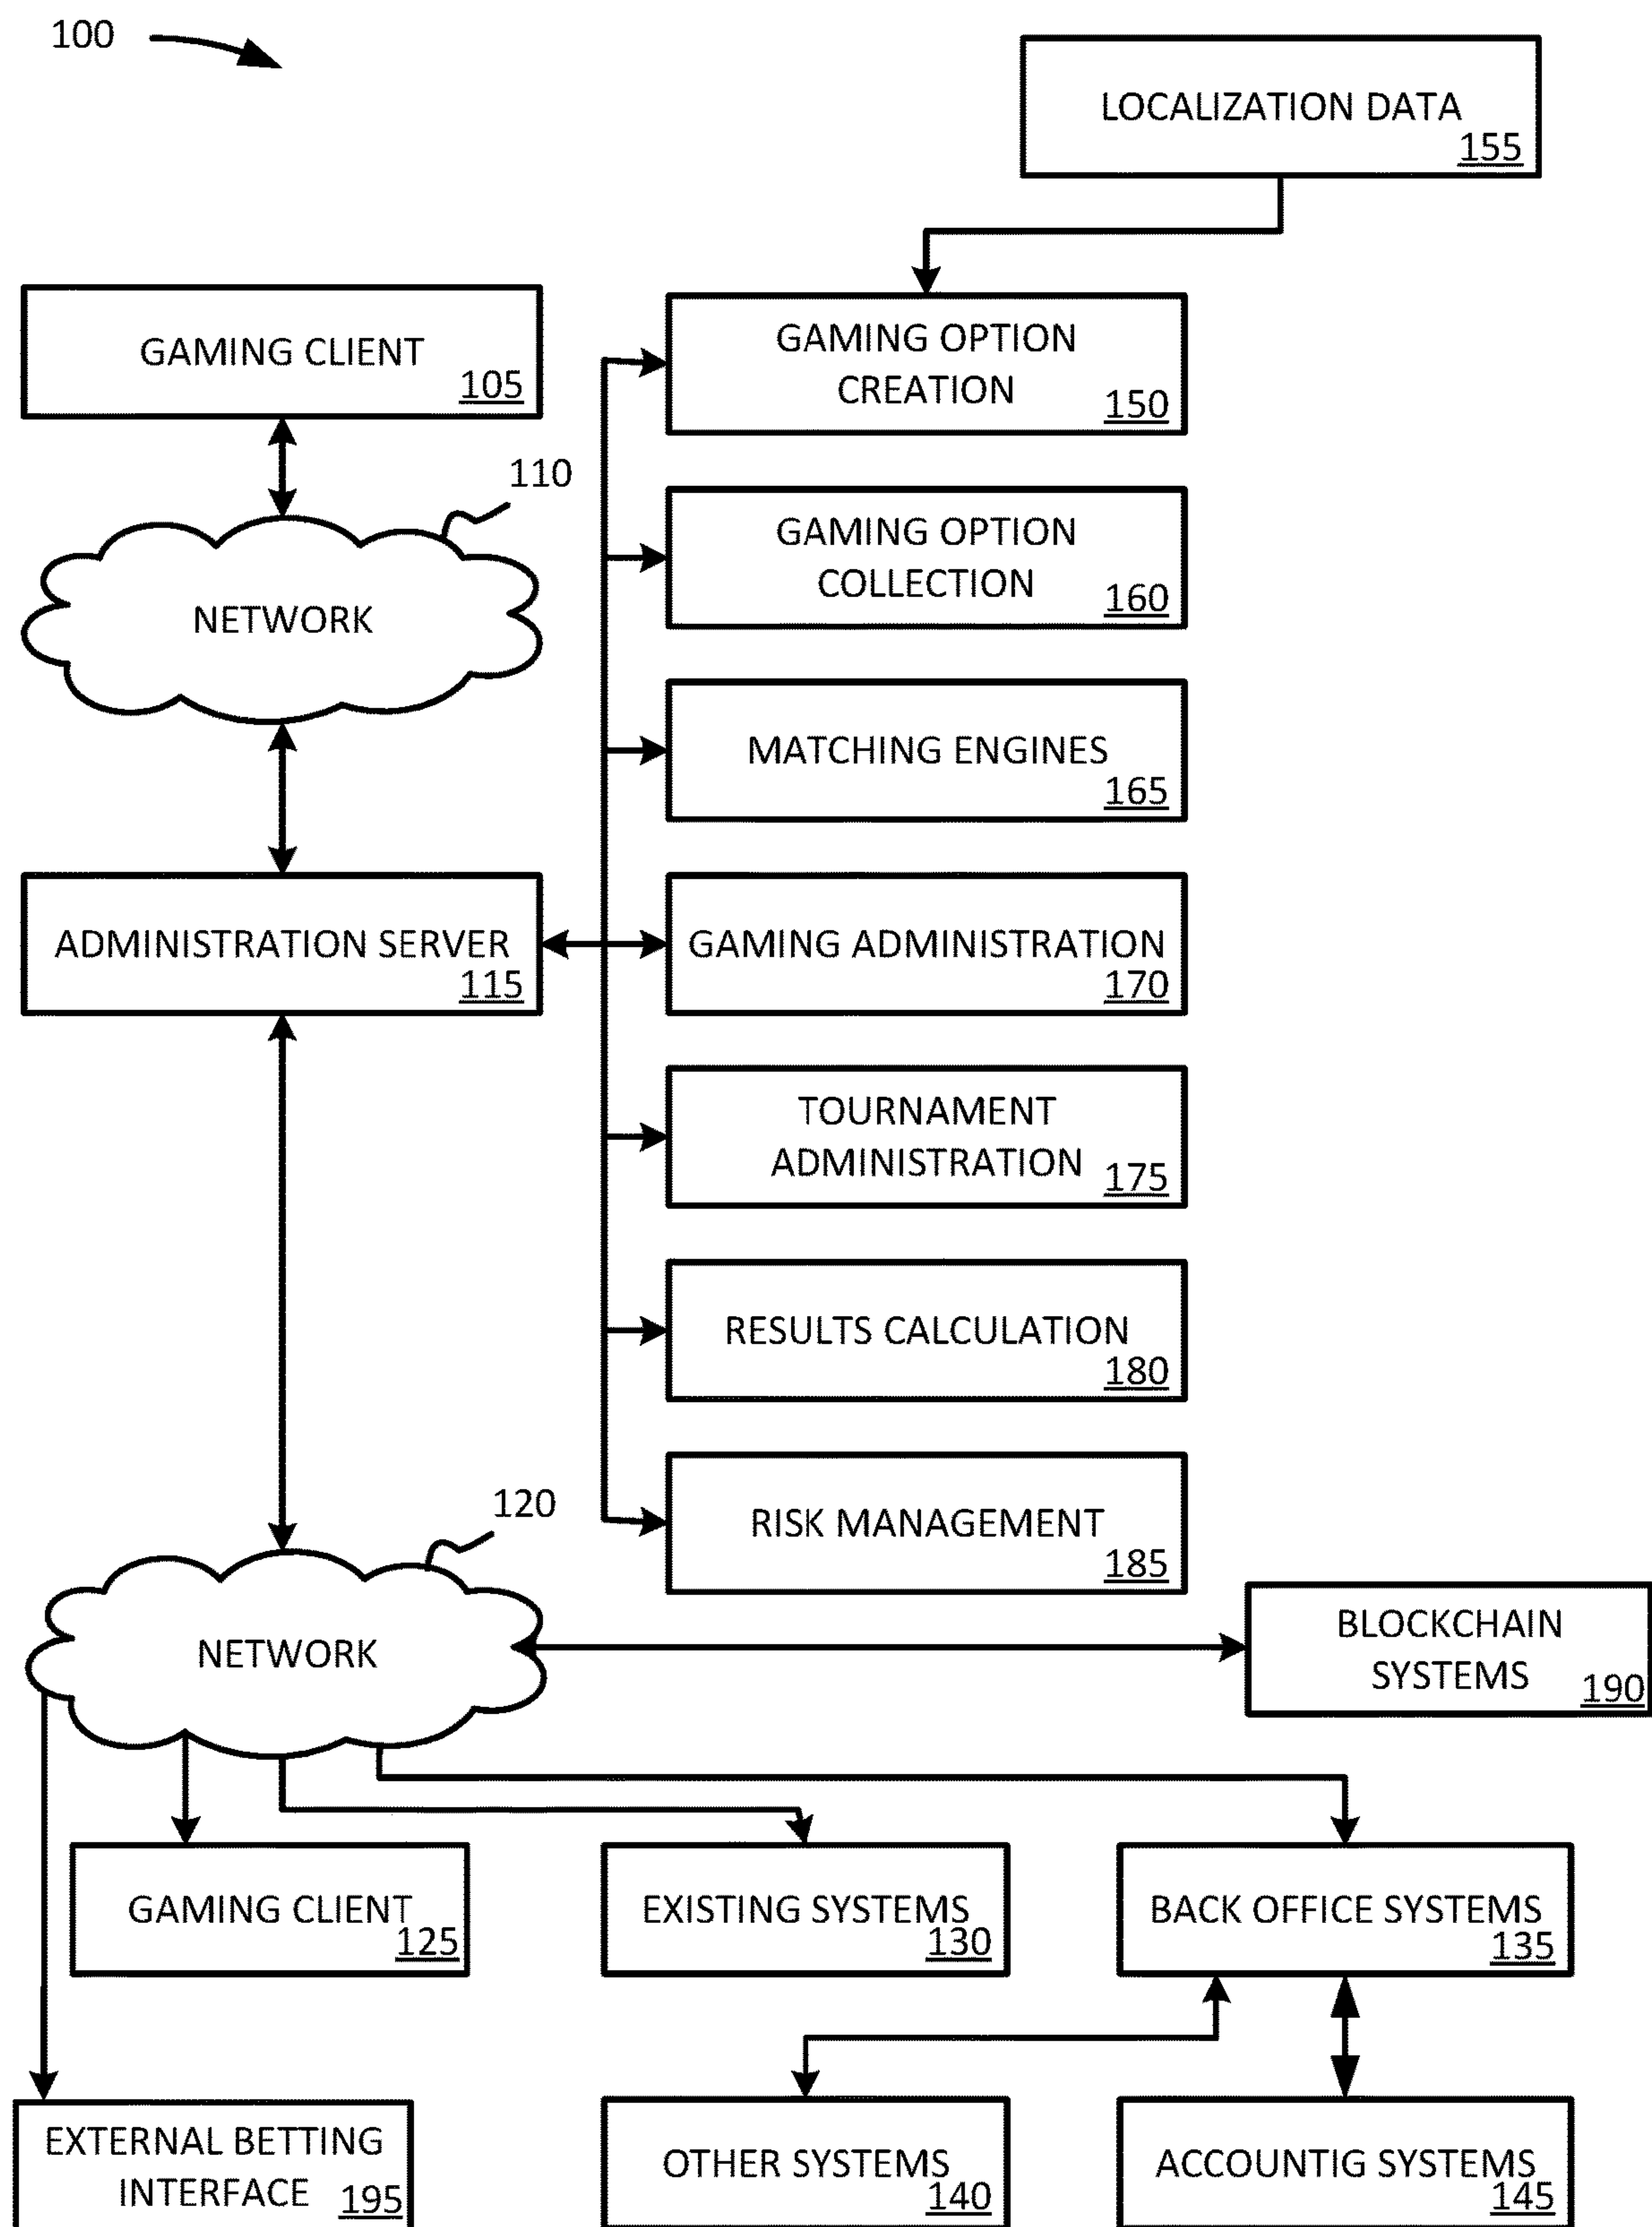 100
LOCALIZATION DATA
155
GAMING CLIENT
105
GAMING OPTION
CREATION
150
110
NETWORK
GAMING OPTION
COLLECTION
160
MATCHING ENGINES
165
ADMINISTRATION SERVER
115
GAMING ADMINISTRATION
170
TOURNAMENT
ADMINISTRATION
175
RESULTS CALCULATION
180
RISK MANAGEMENT
185
120
NETWORK
BLOCKCHAIN
SYSTEMS
190
GAMING CLIENT
125
EXISTING SYSTEMS
130
BACK OFFICE SYSTEMS
135
EXTERNAL BETTING
INTERFACE
195
OTHER SYSTEMS
140
ACCOUNTIG SYSTEMS
145